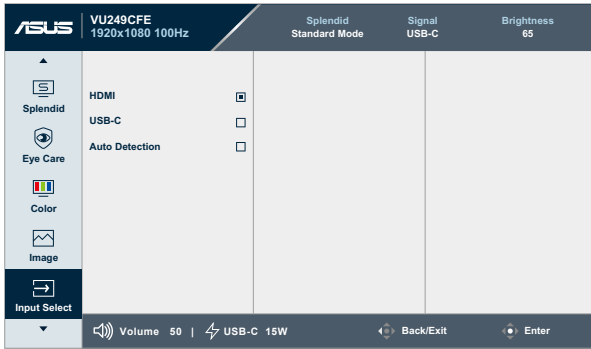 ASUS
VU249CFE
1920x1080 100Hz
Splendid
Standard Mode
Signal
USB-C
Brightness
65
Splendid
Eye Care
Color
Image
Input Select
HDMI
USB-C
Auto Detection
Volume 50 | USB-C 15W
Back/Exit
Enter